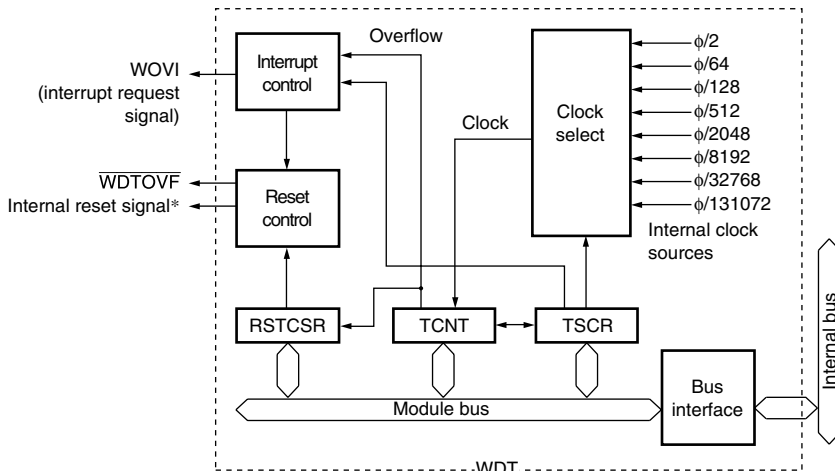 Overflow
WOVI
(interrupt request
signal)
Interrupt
control
Clock
Clock
select
ϕ/2
ϕ/64
ϕ/128
ϕ/512
ϕ/2048
ϕ/8192
ϕ/32768
ϕ/131072
Internal clock
sources
WDTOVF
Internal reset signal*
Reset
control
RSTCSR
TCNT
TSCR
Module bus
Bus
interface
Internal bus
WDT